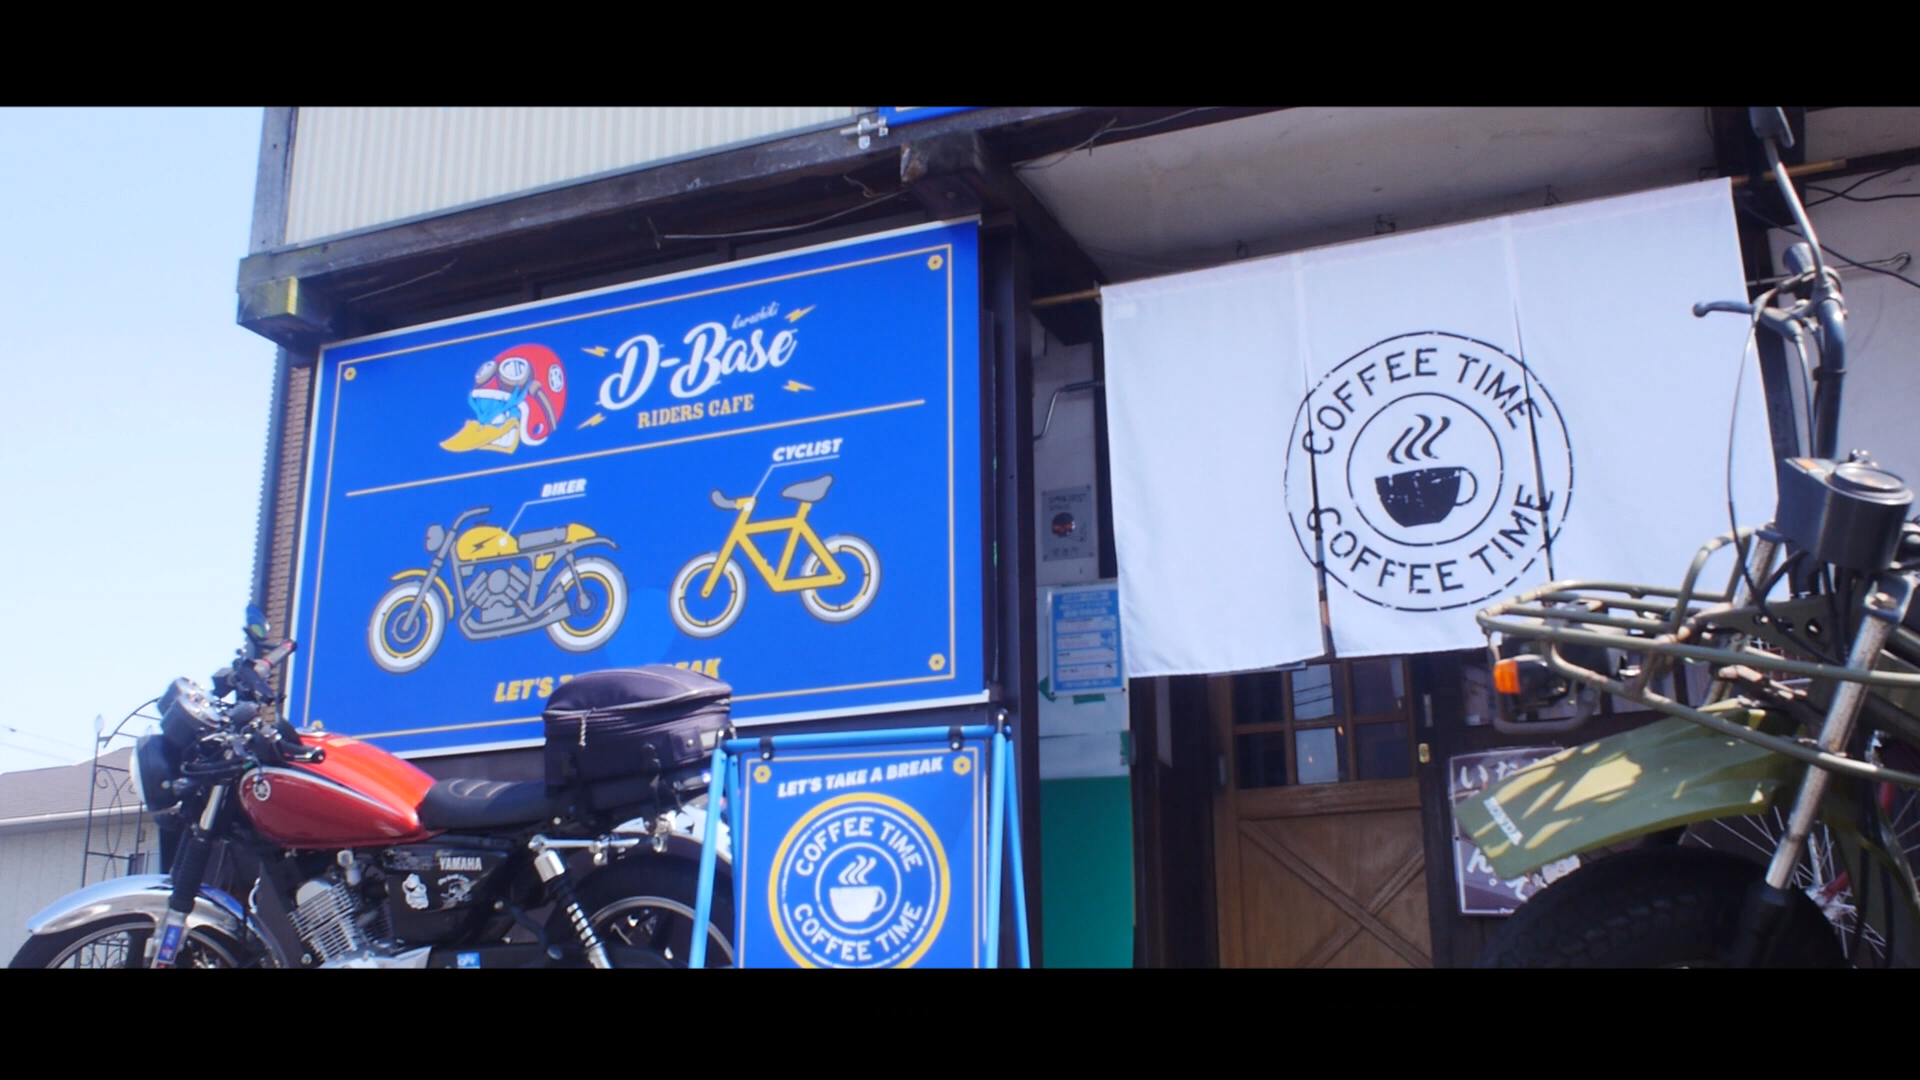 kurashiki
D-Base
RIDERS CAFE
BIKER
CYCLIST
LET'S
LET'S TAKE A BREAK
COFFEE TIME
COFFEE TIME
COFFEE TIME
COFFEE TIME
YAMAHA
HONDA